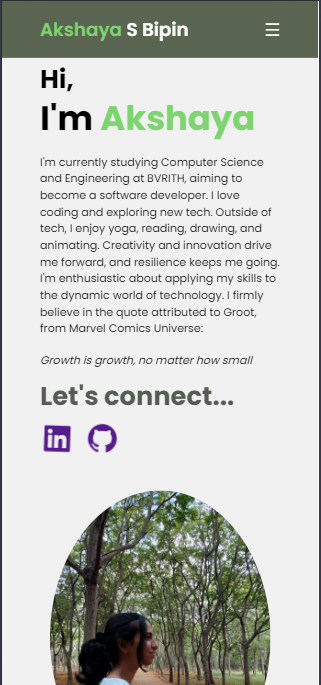 Akshaya S Bipin
Hi,
I'm Akshaya
I'm currently studying Computer Science
and Engineering at BVRITH, aiming to
become a software developer. I love
coding and exploring new tech. Outside of
tech, I enjoy yoga, reading, drawing, and
animating. Creativity and innovation drive
me forward, and resilience keeps me going.
I'm enthusiastic about applying my skills to
the dynamic world of technology. I firmly
believe in the quote attributed to Groot,
from Marvel Comics Universe:
Growth is growth, no matter how small
Let's connect...
in